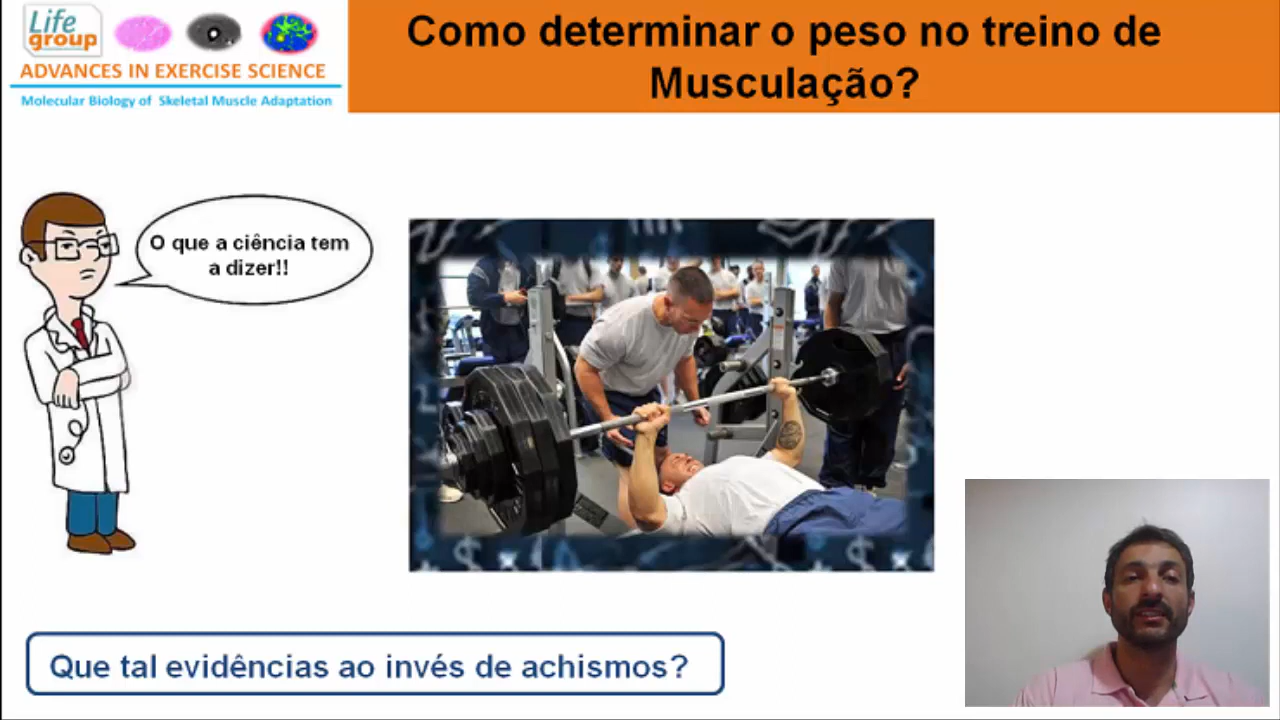 Life
group
ADVANCES IN EXERCISE SCIENCE
Molecular Biology of Skeletal Muscle Adaptation
Como determinar o peso no treino de
Musculação?
O que a ciência tem
a dizer!!
Que tal evidências ao invés de achismos?